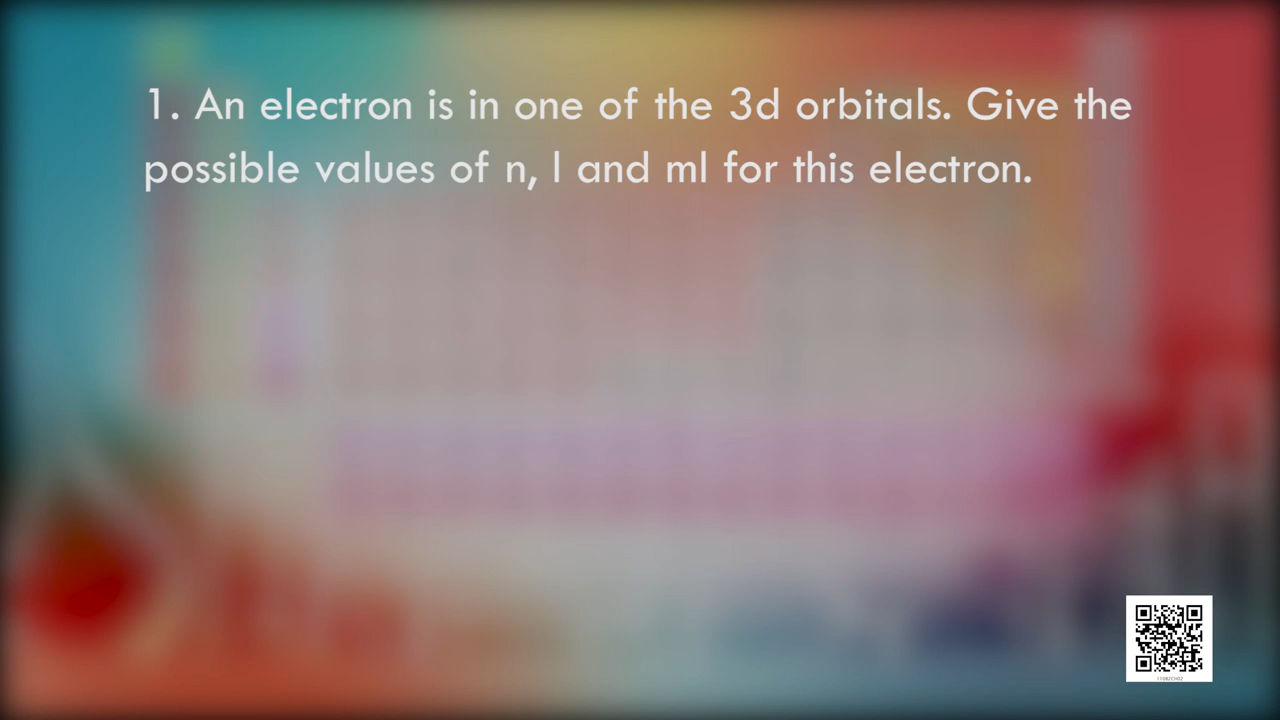 1. An electron is in one of the 3d orbitals. Give the
possible values of n, l and ml for this electron.